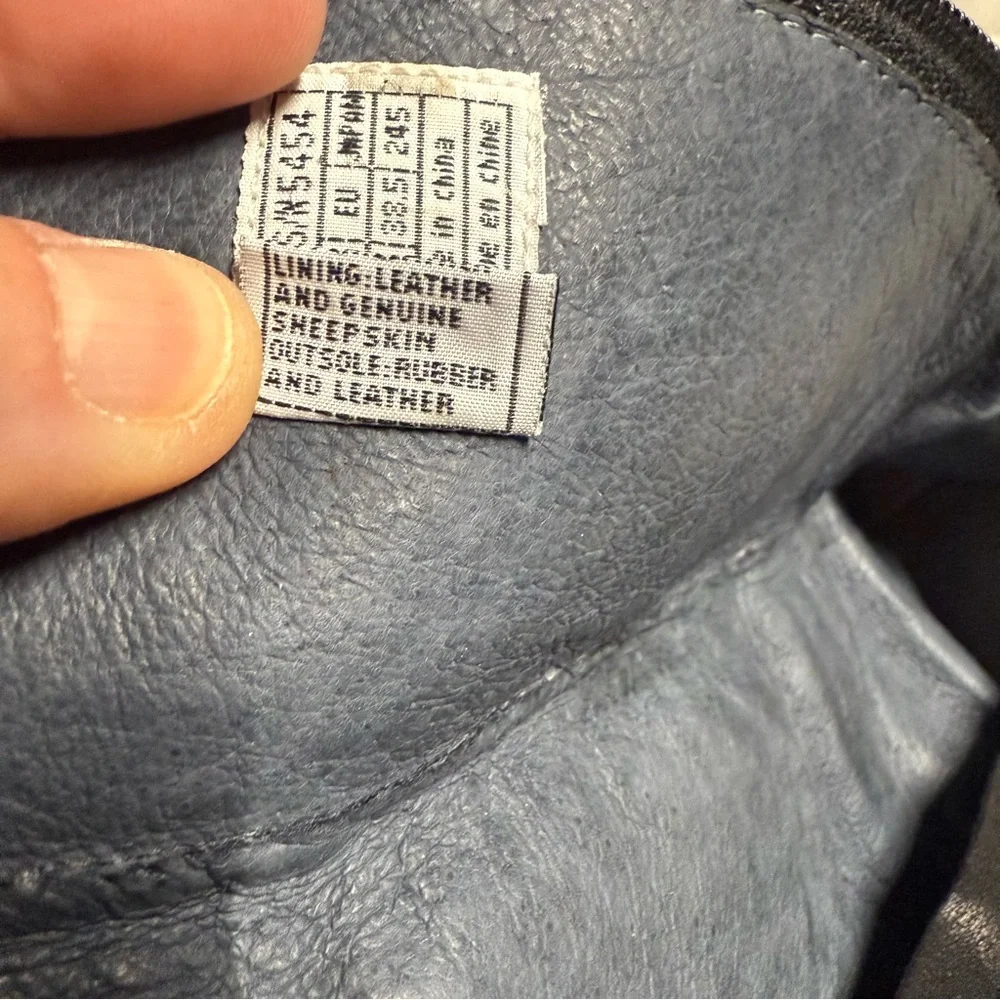 S/N 5454
EU JAPAN
38.5 245
in china
en chine
LINING:LEATHER
AND GENUINE
SHEEPSKIN
OUTSOLE:RUBBER
AND LEATHER